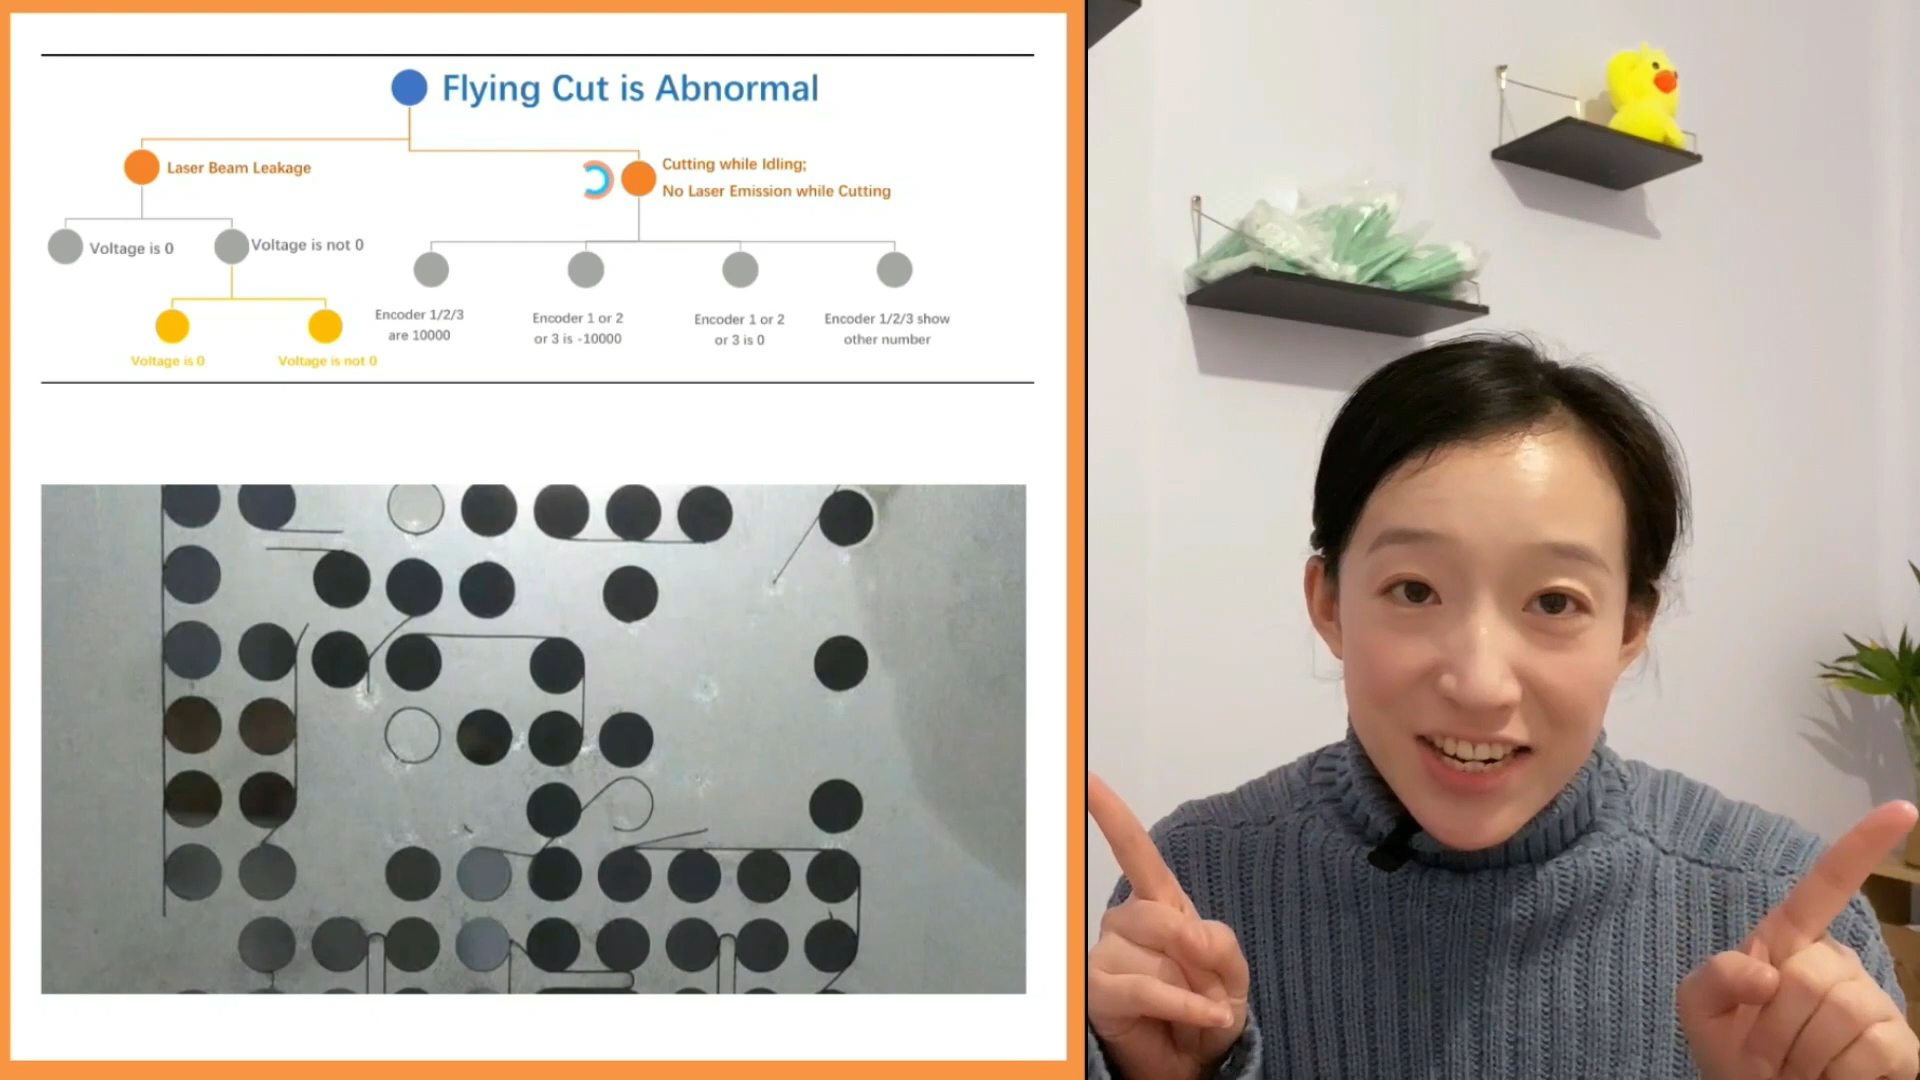 Flying Cut is Abnormal
Laser Beam Leakage
Cutting while Idling;
No Laser Emission while Cutting
Voltage is 0
Voltage is not 0
Encoder 1/2/3
are 10000
Encoder 1 or 2
or 3 is -10000
Encoder 1 or 2
or 3 is 0
Encoder 1/2/3 show
other number
Voltage is 0
Voltage is not 0